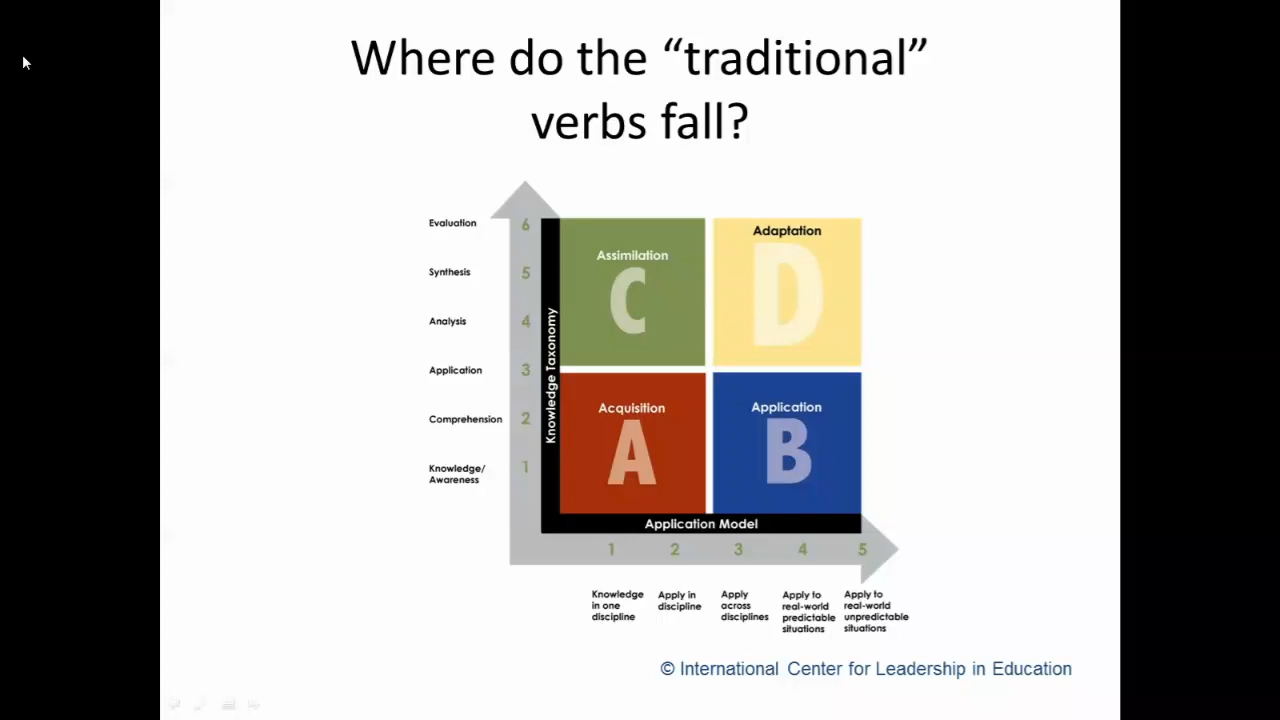 Where do the “traditional”
verbs fall?
Evaluation
Synthesis
Analysis
Application
Comprehension
Knowledge/
Awareness
6
5
4
3
2
1
Knowledge Taxonomy
Assimilation
C
Adaptation
D
Acquisition
A
Application
B
Application Model
1 2 3 4 5
Knowledge
in one
discipline
Apply in
discipline
Apply
across
disciplines
Apply to
real-world
predictable
situations
Apply to
real-world
unpredictable
situations
© International Center for Leadership in Education